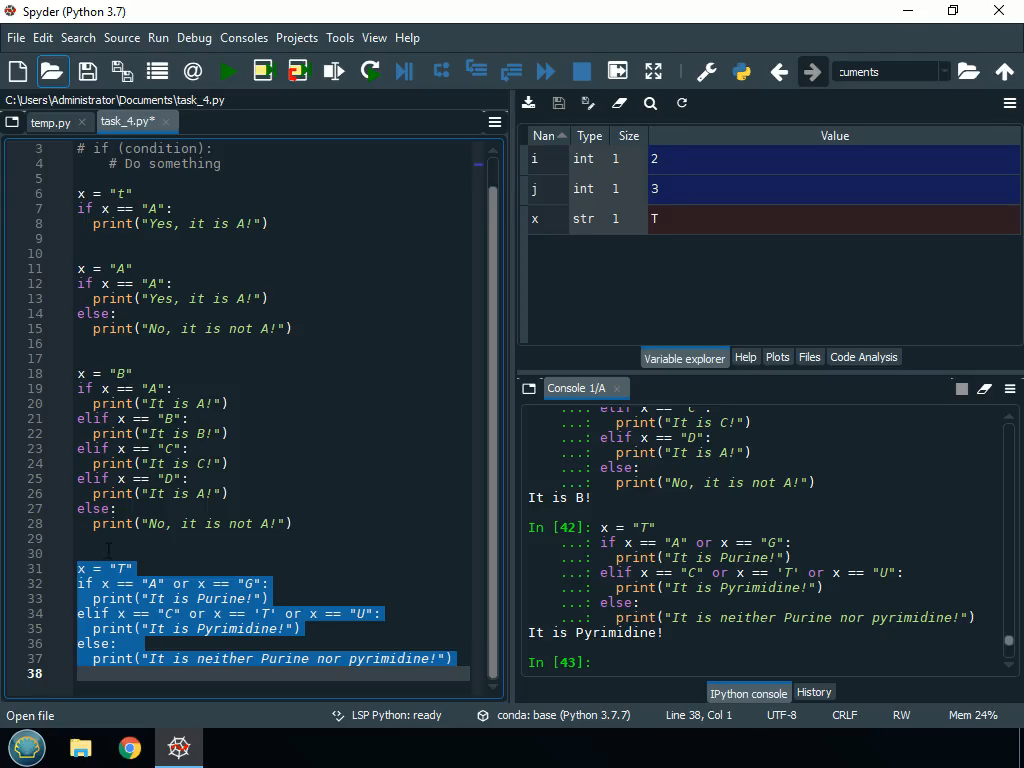 Spyder (Python 3.7)
File Edit Search Source Run Debug Consoles Projects Tools View Help
cuments
C:\Users\Administrator\Documents\task_4.py
temp.py
task_4.py*
3 # if (condition):
4 # Do something
5
6 x = "t"
7 if x == "A":
8 print("Yes, it is A!")
9
10
11 x = "A"
12 if x == "A":
13 print("Yes, it is A!")
14 else:
15 print("No, it is not A!")
16
17
18 x = "B"
19 if x == "A":
20 print("It is A!")
21 elif x == "B":
22 print("It is B!")
23 elif x == "C":
24 print("It is C!")
25 elif x == "D":
26 print("It is A!")
27 else:
28 print("No, it is not A!")
29
30
31 x = "T"
32 if x == "A" or x == "G":
33 print("It is Purine!")
34 elif x == "C" or x == 'T' or x == "U":
35 print("It is Pyrimidine!")
36 else:
37 print("It is neither Purine nor pyrimidine!")
38
Nan Type Size Value
i int 1 2
j int 1 3
x str 1 T
Variable explorer Help Plots Files Code Analysis
Console 1/A
...: elif x == "C":
...: print("It is C!")
...: elif x == "D":
...: print("It is A!")
...: else:
...: print("No, it is not A!")
It is B!
In [42]: x = "T"
...: if x == "A" or x == "G":
...: print("It is Purine!")
...: elif x == "C" or x == 'T' or x == "U":
...: print("It is Pyrimidine!")
...: else:
...: print("It is neither Purine nor pyrimidine!")
It is Pyrimidine!
In [43]:
IPython console History
Open file LSP Python: ready conda: base (Python 3.7.7) Line 38, Col 1 UTF-8 CRLF RW Mem 24%